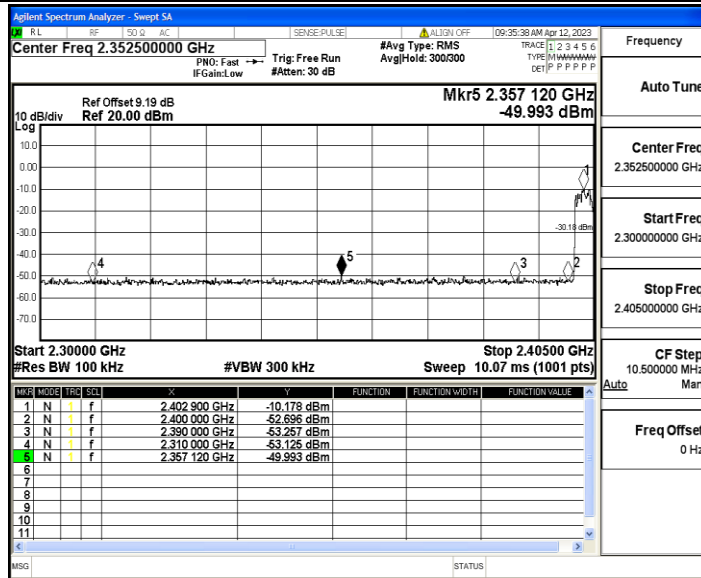 Agilent Spectrum Analyzer - Swept SA
RL RF 50 Ω AC SENSE:PULSE ALIGN OFF 09:35:38 AM Apr 12, 2023
Center Freq 2.352500000 GHz
PNO: Fast
IFGain:Low
Trig: Free Run
#Atten: 30 dB
#Avg Type: RMS
Avg|Hold: 300/300
TRACE 1 2 3 4 5 6
TYPE MWWWWW
DET P P P P P P
Ref Offset 9.19 dB
Ref 20.00 dBm
10 dB/div
Log
Mkr5 2.357 120 GHz
-49.993 dBm
10.0
0.00
-10.0
-20.0
-30.0
-40.0
-50.0
-60.0
-70.0
1
-30.18 dBm
4
5
3
2
Start 2.30000 GHz
Stop 2.40500 GHz
#Res BW 100 kHz #VBW 300 kHz Sweep 10.07 ms (1001 pts)
MKR MODE TRC SCL X Y FUNCTION FUNCTION WIDTH FUNCTION VALUE
1 N 1 f 2.402 900 GHz -10.178 dBm
2 N 1 f 2.400 000 GHz -52.696 dBm
3 N 1 f 2.390 000 GHz -53.257 dBm
4 N 1 f 2.310 000 GHz -53.125 dBm
5 N 1 f 2.357 120 GHz -49.993 dBm
6
7
8
9
10
11
MSG STATUS
Frequency
Auto Tune
Center Freq
2.352500000 GHz
Start Freq
2.300000000 GHz
Stop Freq
2.405000000 GHz
CF Step
10.500000 MHz
Auto Man
Freq Offset
0 Hz